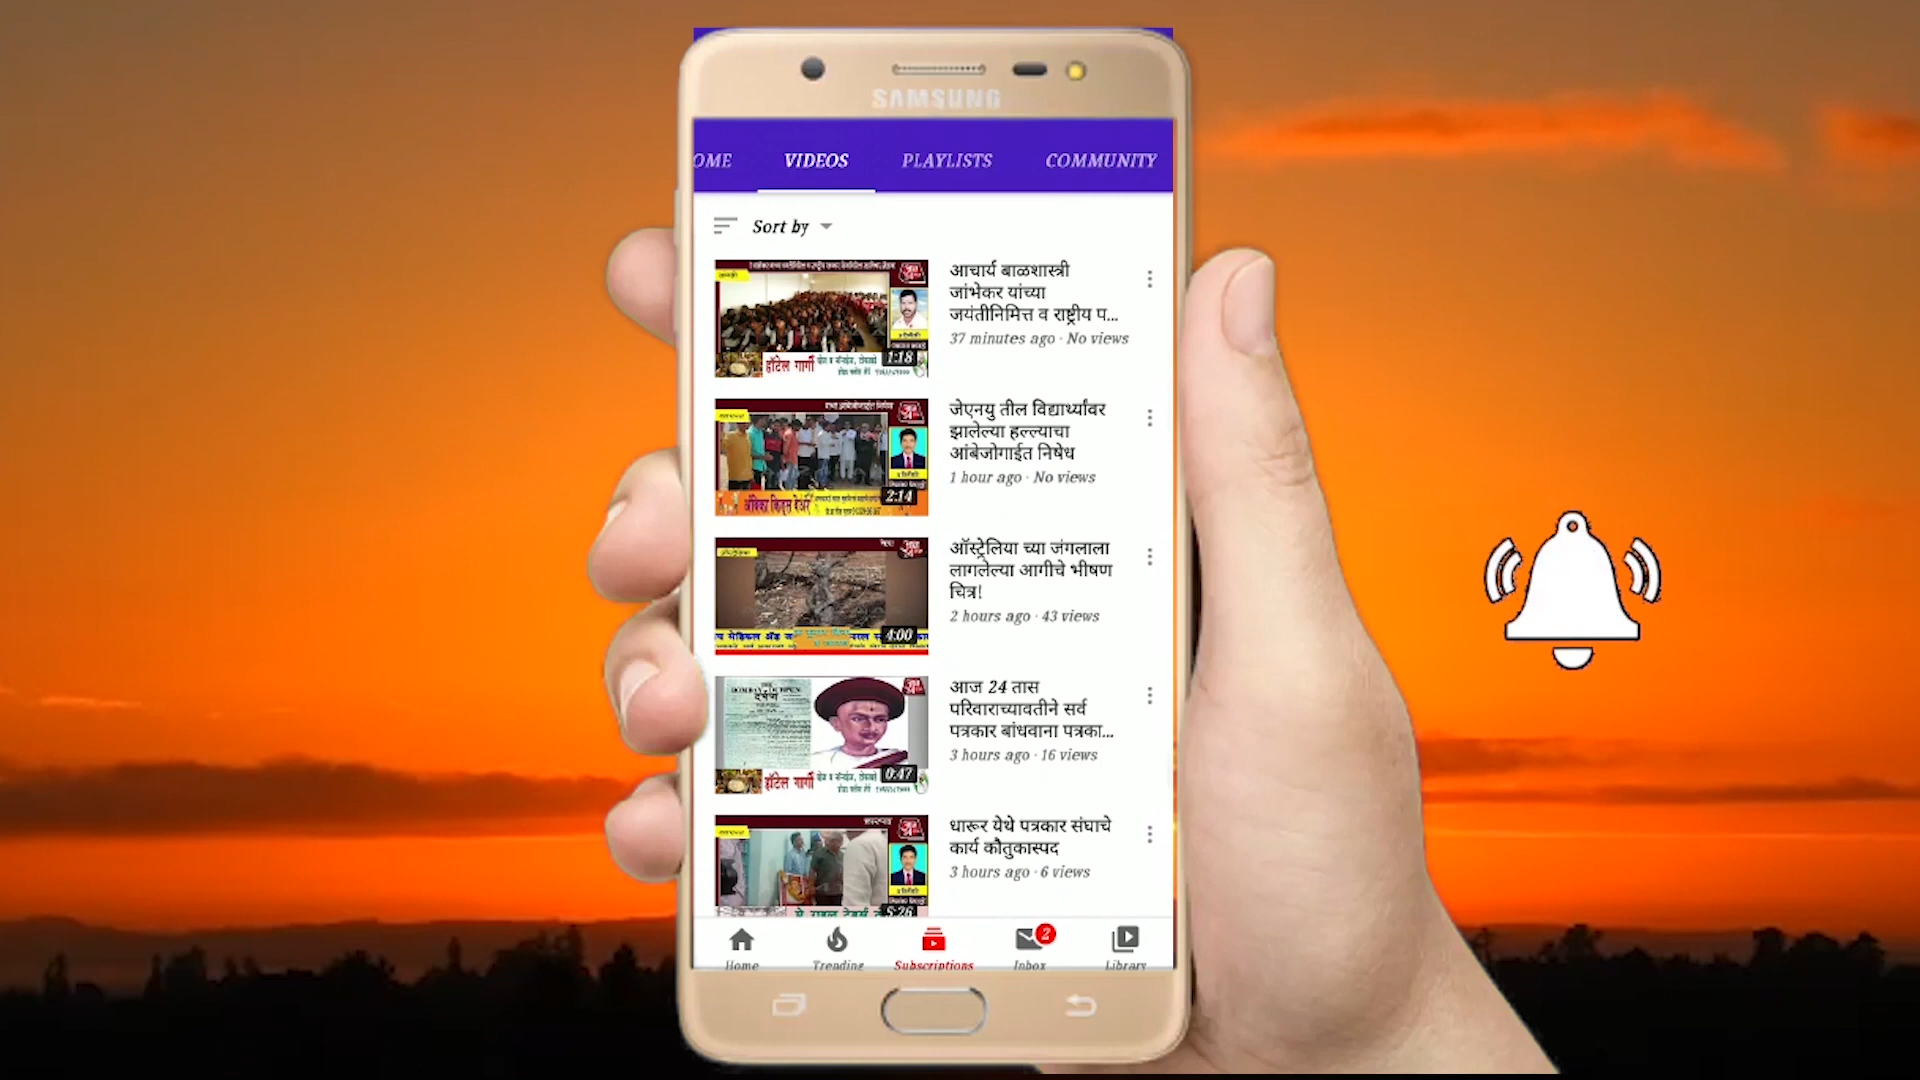 SAMSUNG
OME VIDEOS PLAYLISTS COMMUNITY
Sort by
आचार्य बाळशास्त्री
जांभेकर यांच्या
जयंतीनिमित्त व राष्ट्रीय प...
37 minutes ago · No views
हॉटेल गार्गी
1:18
जेएनयु तील विद्यार्थ्यांवर
झालेल्या हल्ल्याचा
आंबेजोगाईत निषेध
1 hour ago · No views
2:14
ऑस्ट्रेलिया च्या जंगलाला
लागलेल्या आगीचे भीषण
चित्र!
2 hours ago · 43 views
4:00
आज 24 तास
परिवाराच्यावतीने सर्व
पत्रकार बांधवाना पत्रका...
3 hours ago · 16 views
हॉटेल गार्गी
0:47
धारूर येथे पत्रकार संघाचे
कार्य कौतुकास्पद
3 hours ago · 6 views
5:26
2
Home Trending Subscriptions Inbox Library